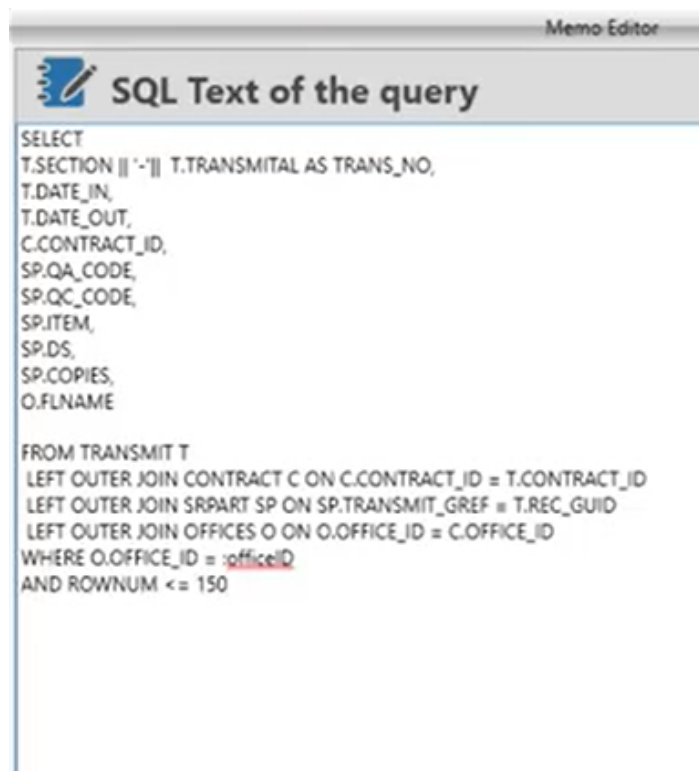 Memo Editor
SQL Text of the query
SELECT
T.SECTION || '-'|| T.TRANSMITAL AS TRANS_NO,
T.DATE_IN,
T.DATE_OUT,
C.CONTRACT_ID,
SP.QA_CODE,
SP.QC_CODE,
SP.ITEM,
SP.DS,
SP.COPIES,
O.FLNAME
FROM TRANSMIT T
LEFT OUTER JOIN CONTRACT C ON C.CONTRACT_ID = T.CONTRACT_ID
LEFT OUTER JOIN SRPART SP ON SP.TRANSMIT_GREF = T.REC_GUID
LEFT OUTER JOIN OFFICES O ON O.OFFICE_ID = C.OFFICE_ID
WHERE O.OFFICE_ID = :officeID
AND ROWNUM <= 150